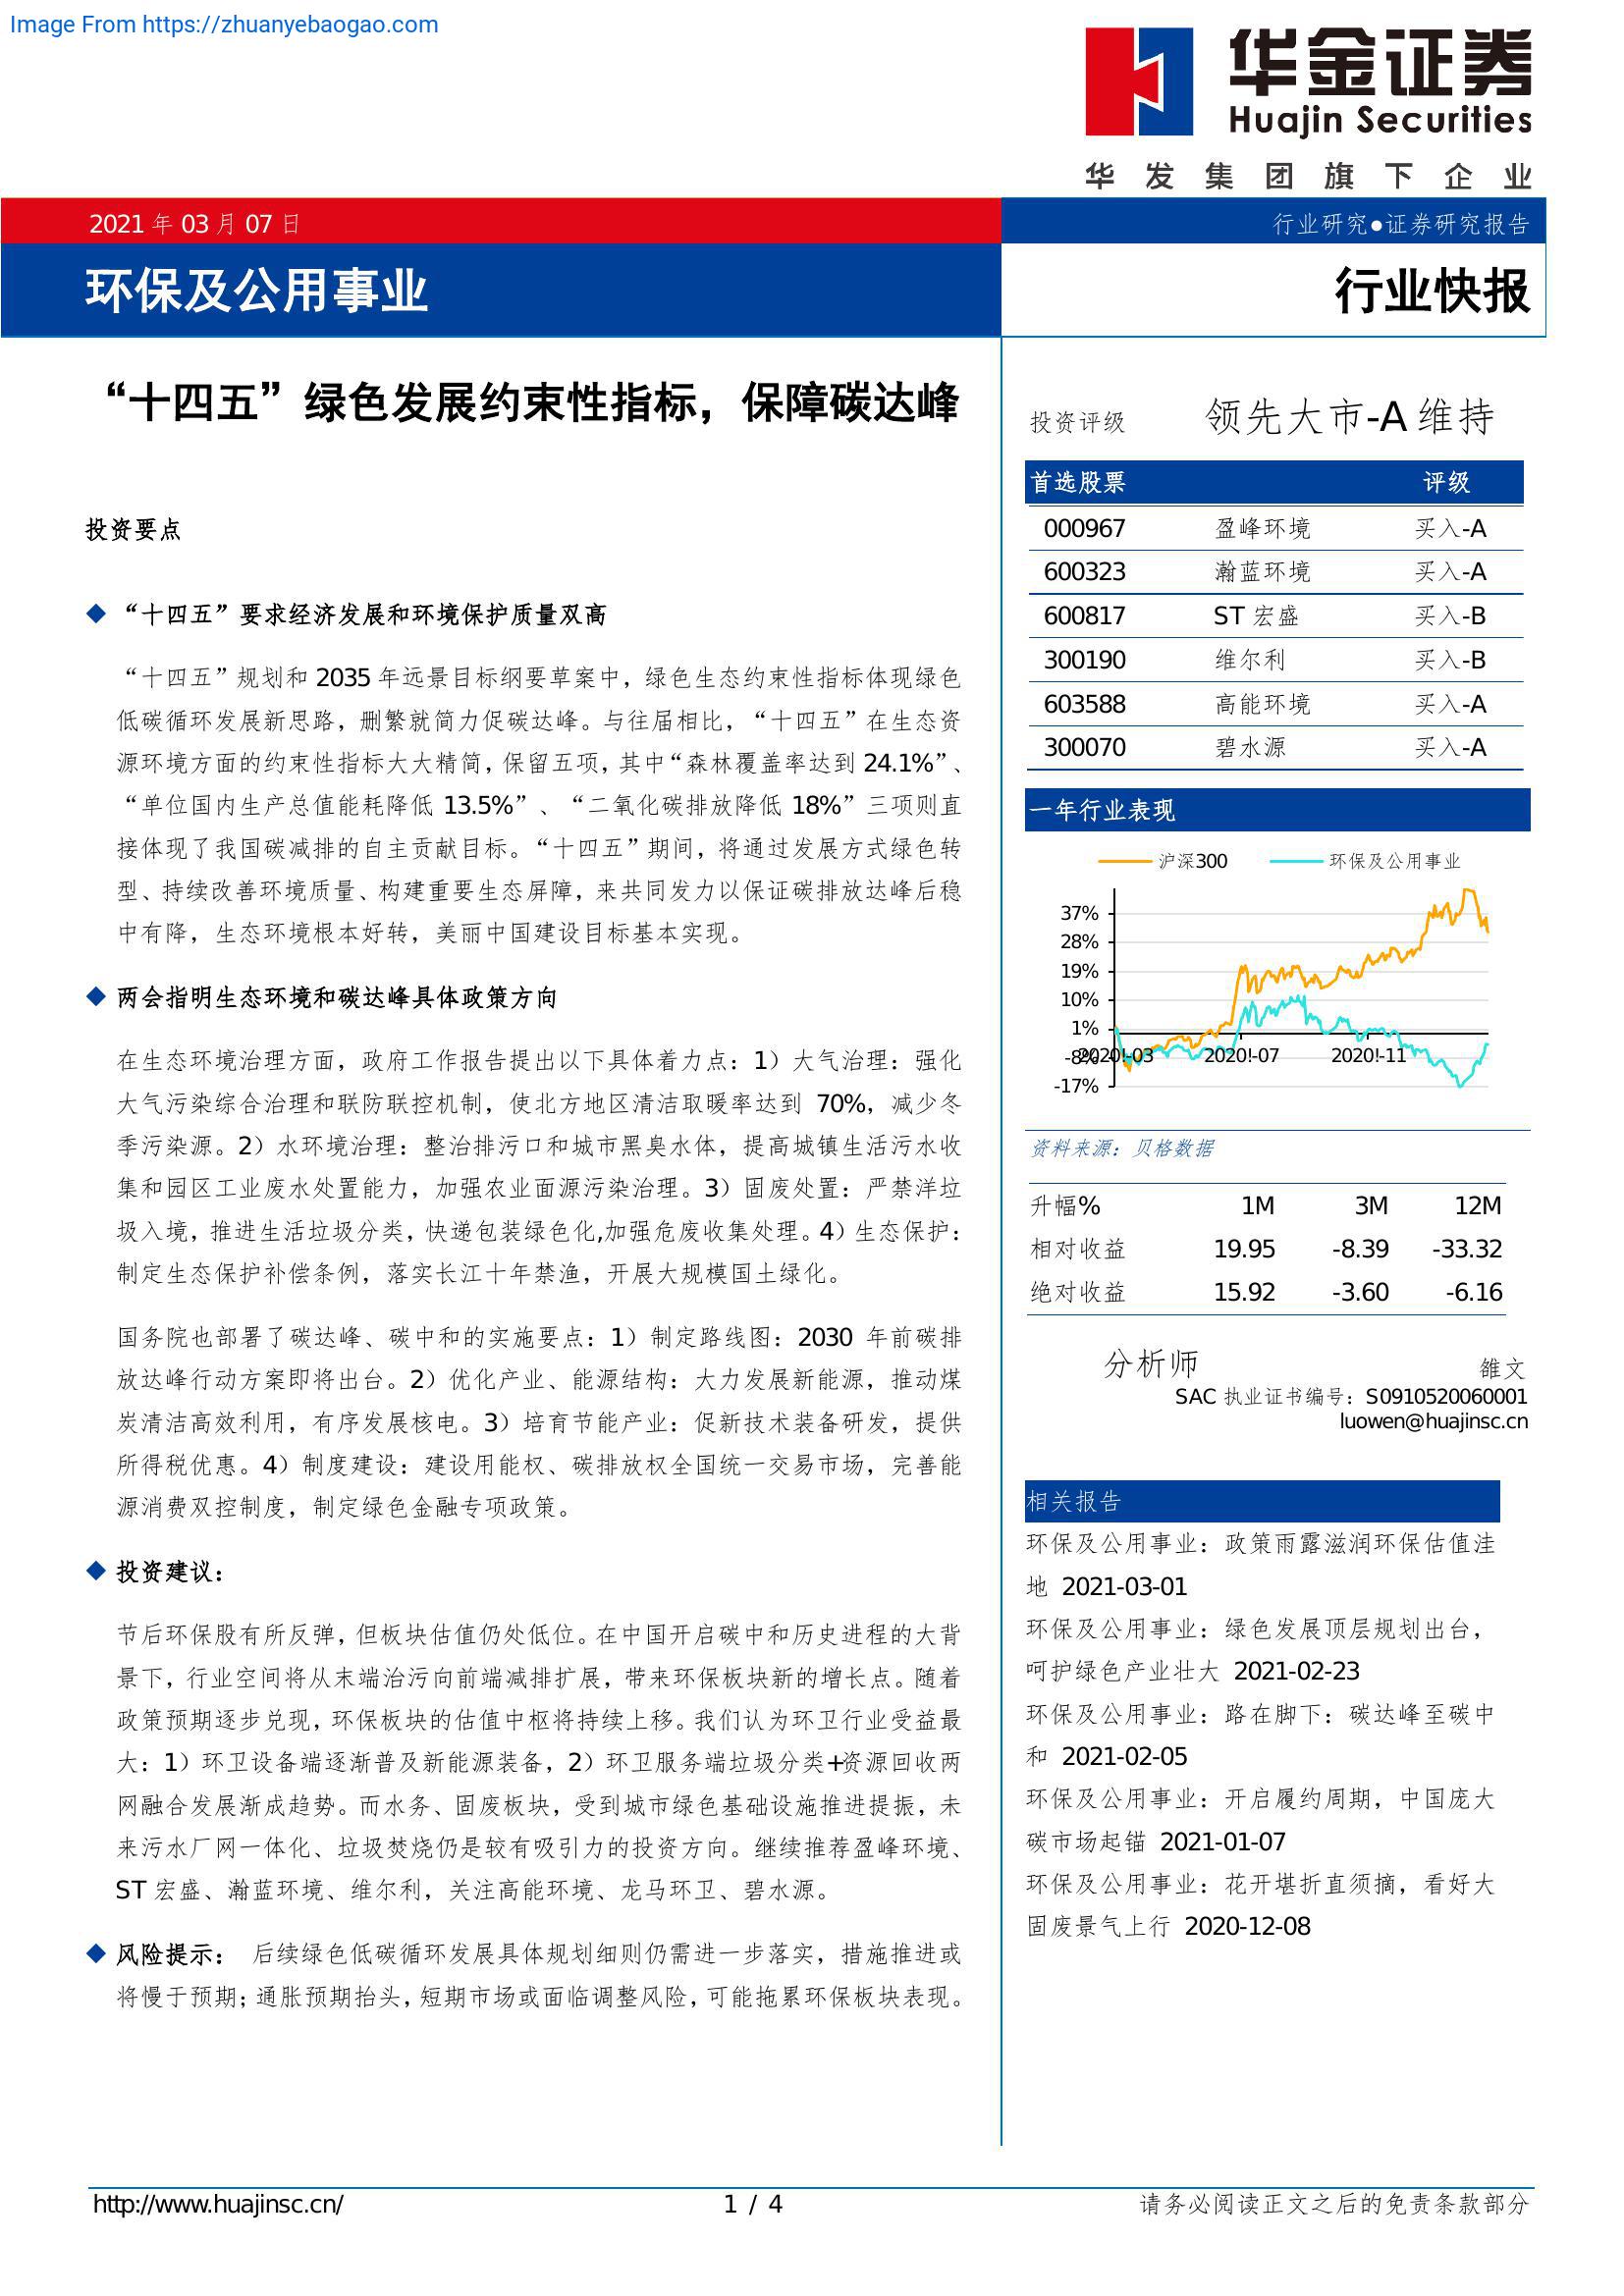 Image From https://zhuanyebaogao.com
华金证券
Huajin Securities
华发集团旗下企业
2021 年 03 月 07 日
行业研究●证券研究报告
环保及公用事业
行业快报
“十四五”绿色发展约束性指标，保障碳达峰
投资要点
◆ “十四五”要求经济发展和环境保护质量双高
“十四五”规划和 2035 年远景目标纲要草案中，绿色生态约束性指标体现绿色
低碳循环发展新思路，删繁就简力促碳达峰。与往届相比，“十四五”在生态资
源环境方面的约束性指标大大精简，保留五项，其中“森林覆盖率达到 24.1%”、
“单位国内生产总值能耗降低 13.5%”、“二氧化碳排放降低 18%”三项则直
接体现了我国碳减排的自主贡献目标。“十四五”期间，将通过发展方式绿色转
型、持续改善环境质量、构建重要生态屏障，来共同发力以保证碳排放达峰后稳
中有降，生态环境根本好转，美丽中国建设目标基本实现。
◆ 两会指明生态环境和碳达峰具体政策方向
在生态环境治理方面，政府工作报告提出以下具体着力点：1）大气治理：强化
大气污染综合治理和联防联控机制，使北方地区清洁取暖率达到 70%，减少冬
季污染源。2）水环境治理：整治排污口和城市黑臭水体，提高城镇生活污水收
集和园区工业废水处置能力，加强农业面源污染治理。3）固废处置：严禁洋垃
圾入境，推进生活垃圾分类，快递包装绿色化,加强危废收集处理。4）生态保护：
制定生态保护补偿条例，落实长江十年禁渔，开展大规模国土绿化。
国务院也部署了碳达峰、碳中和的实施要点：1）制定路线图：2030 年前碳排
放达峰行动方案即将出台。2）优化产业、能源结构：大力发展新能源，推动煤
炭清洁高效利用，有序发展核电。3）培育节能产业：促新技术装备研发，提供
所得税优惠。4）制度建设：建设用能权、碳排放权全国统一交易市场，完善能
源消费双控制度，制定绿色金融专项政策。
◆ 投资建议：
节后环保股有所反弹，但板块估值仍处低位。在中国开启碳中和历史进程的大背
景下，行业空间将从末端治污向前端减排扩展，带来环保板块新的增长点。随着
政策预期逐步兑现，环保板块的估值中枢将持续上移。我们认为环卫行业受益最
大：1）环卫设备端逐渐普及新能源装备，2）环卫服务端垃圾分类+资源回收两
网融合发展渐成趋势。而水务、固废板块，受到城市绿色基础设施推进提振，未
来污水厂网一体化、垃圾焚烧仍是较有吸引力的投资方向。继续推荐盈峰环境、
ST 宏盛、瀚蓝环境、维尔利，关注高能环境、龙马环卫、碧水源。
◆ 风险提示： 后续绿色低碳循环发展具体规划细则仍需进一步落实，措施推进或
将慢于预期；通胀预期抬头，短期市场或面临调整风险，可能拖累环保板块表现。
投资评级 领先大市-A 维持
首选股票 评级
000967 盈峰环境 买入-A
600323 瀚蓝环境 买入-A
600817 ST 宏盛 买入-B
300190 维尔利 买入-B
603588 高能环境 买入-A
300070 碧水源 买入-A
一年行业表现
沪深300 环保及公用事业
37%
28%
19%
10%
1%
-8%
-17%
2020!-03 2020!-07 2020!-11
资料来源：贝格数据
升幅% 1M 3M 12M
相对收益 19.95 -8.39 -33.32
绝对收益 15.92 -3.60 -6.16
分析师 雒文
SAC 执业证书编号：S0910520060001
luowen@huajinsc.cn
相关报告
环保及公用事业：政策雨露滋润环保估值洼
地 2021-03-01
环保及公用事业：绿色发展顶层规划出台，
呵护绿色产业壮大 2021-02-23
环保及公用事业：路在脚下：碳达峰至碳中
和 2021-02-05
环保及公用事业：开启履约周期，中国庞大
碳市场起锚 2021-01-07
环保及公用事业：花开堪折直须摘，看好大
固废景气上行 2020-12-08
http://www.huajinsc.cn/ 1 / 4 请务必阅读正文之后的免责条款部分